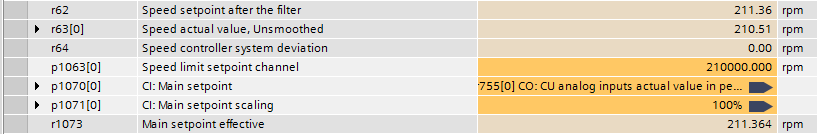 r62 Speed setpoint after the filter 211.36 rpm
r63[0] Speed actual value, Unsmoothed 210.51 rpm
r64 Speed controller system deviation 0.00 rpm
p1063[0] Speed limit setpoint channel 210000.000 rpm
p1070[0] CI: Main setpoint r755[0] CO: CU analog inputs actual value in pe...
p1071[0] CI: Main setpoint scaling 100%
r1073 Main setpoint effective 211.364 rpm